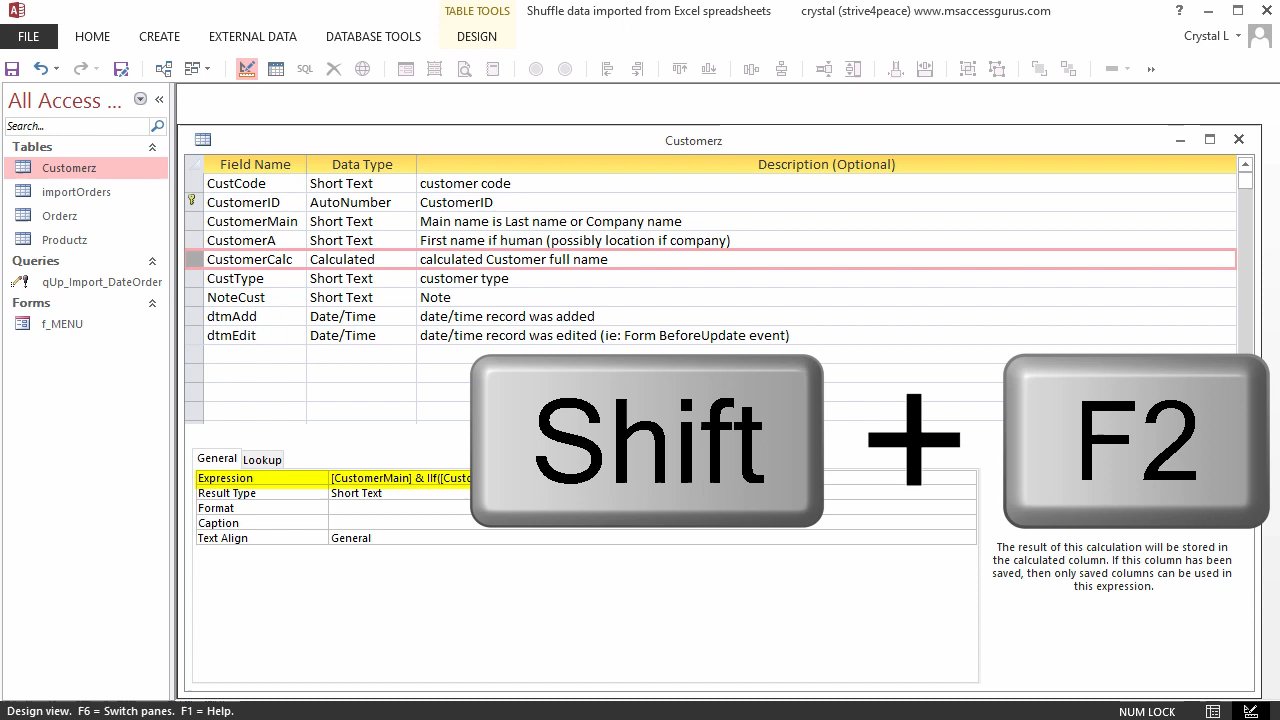 TABLE TOOLS
Shuffle data imported from Excel spreadsheets crystal (strive4peace) www.msaccessgurus.com
?
FILE HOME CREATE EXTERNAL DATA DATABASE TOOLS DESIGN
Crystal L
SQL
All Access ...
Search...
Tables
Customerz
importOrders
Orderz
Productz
Queries
qUp_Import_DateOrder
Forms
f_MENU
Customerz
Field Name Data Type Description (Optional)
CustCode Short Text customer code
CustomerID AutoNumber CustomerID
CustomerMain Short Text Main name is Last name or Company name
CustomerA Short Text First name if human (possibly location if company)
CustomerCalc Calculated calculated Customer full name
CustType Short Text customer type
NoteCust Short Text Note
dtmAdd Date/Time date/time record was added
dtmEdit Date/Time date/time record was edited (ie: Form BeforeUpdate event)
Shift + F2
General Lookup
Expression [CustomerMain] & IIf([Custo
Result Type Short Text
Format
Caption
Text Align General
The result of this calculation will be stored in
the calculated column. If this column has been
saved, then only saved columns can be used in
this expression.
Design view. F6 = Switch panes. F1 = Help.
NUM LOCK